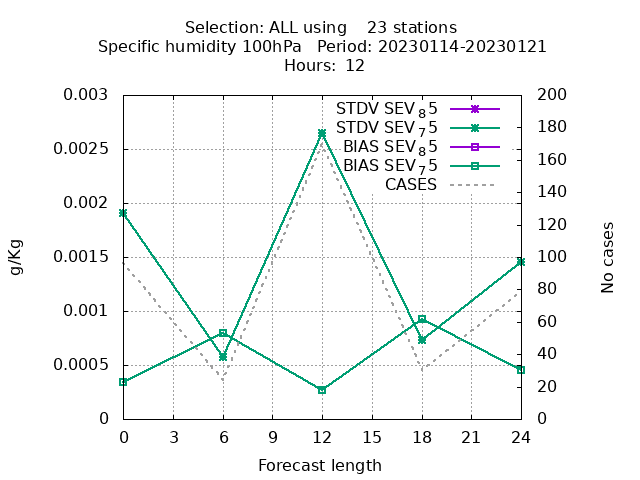 Selection: ALL using    23 stations
Specific humidity 100hPa   Period: 20230114-20230121
Hours: 12
0.003
0.0025
0.002
0.0015
0.001
0.0005
0
g/Kg
200
180
160
140
120
100
80
60
40
20
0
No cases
STDV SEV₈5
STDV SEV₇5
BIAS SEV₈5
BIAS SEV₇5
CASES
0 3 6 9 12 15 18 21 24
Forecast length